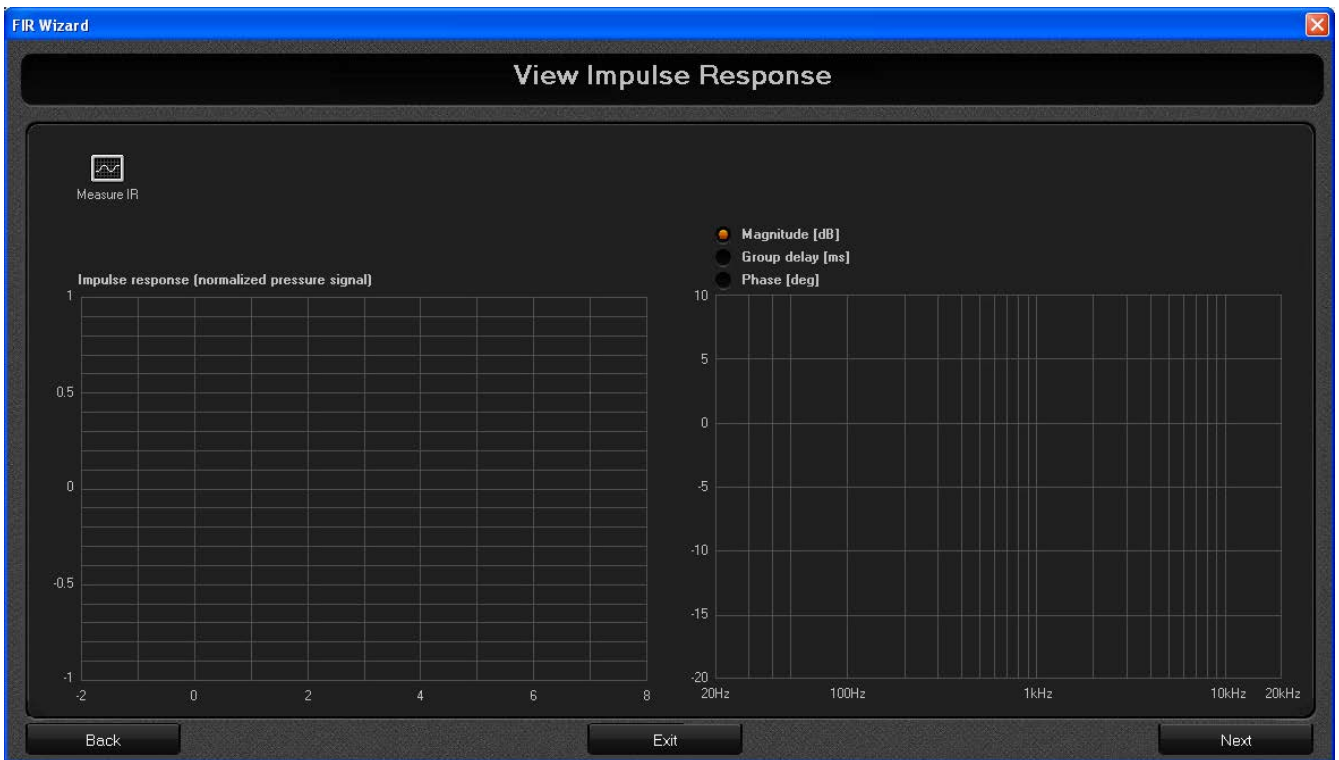 FIR Wizard
View Impulse Response
Measure IR
Impulse response (normalized pressure signal)
1
0.5
0
-0.5
-1
-2 0 2 4 6 8
Magnitude [dB]
Group delay [ms]
Phase [deg]
10
5
0
-5
-10
-15
-20
20Hz 100Hz 1kHz 10kHz 20kHz
Back Exit Next